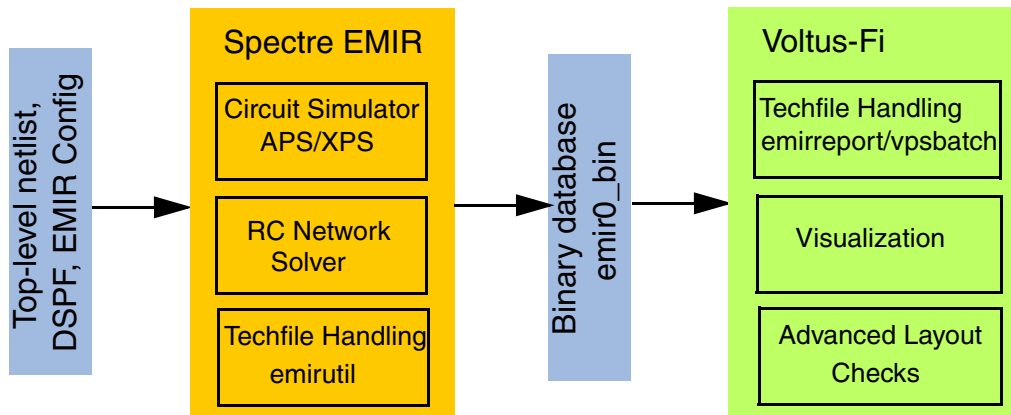 Top-level netlist,
DSPF, EMIR Config
Spectre EMIR
Circuit Simulator
APS/XPS
RC Network
Solver
Techfile Handling
emirutil
Binary database
emir0_bin
Voltus-Fi
Techfile Handling
emirreport/vpsbatch
Visualization
Advanced Layout
Checks